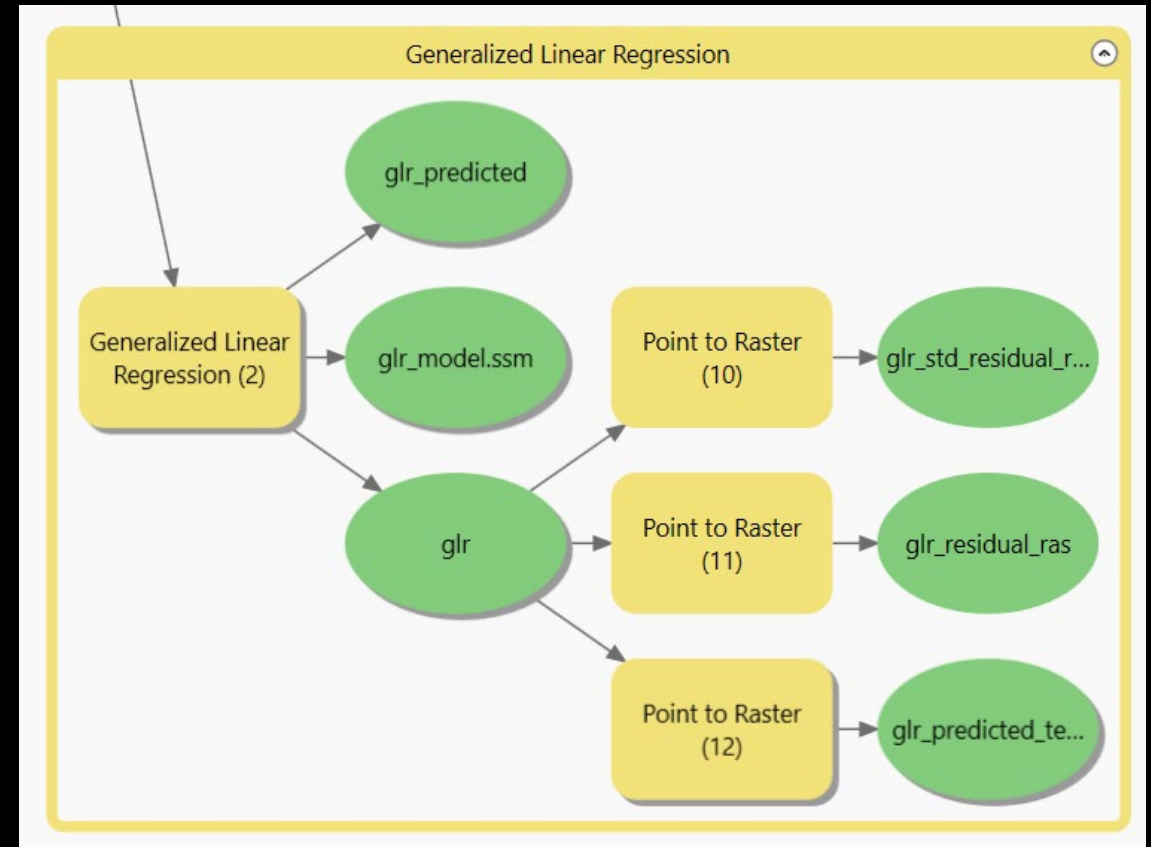 Generalized Linear Regression
glr_predicted
Generalized Linear
Regression (2)
glr_model.ssm
Point to Raster
(10)
glr_std_residual_r...
glr
Point to Raster
(11)
glr_residual_ras
Point to Raster
(12)
glr_predicted_te...